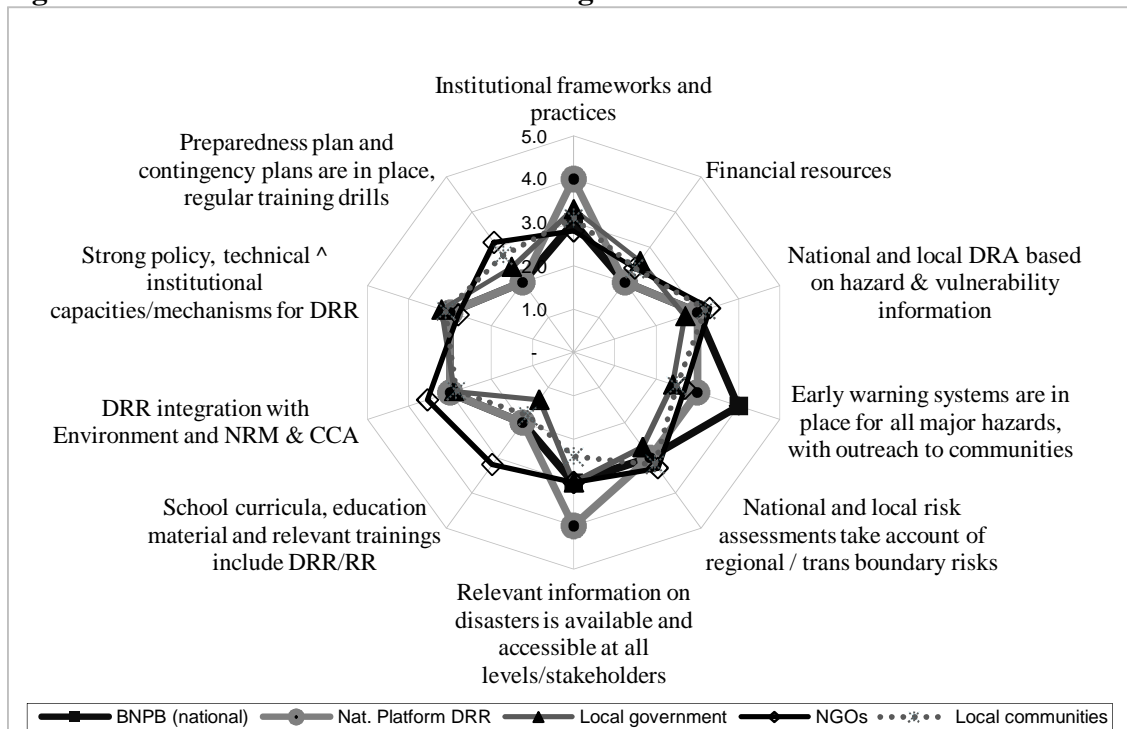 Institutional frameworks and
practices
Preparedness plan and
contingency plans are in place,
regular training drills
Financial resources
Strong policy, technical ^
institutional
capacities/mechanisms for DRR
National and local DRA based
on hazard & vulnerability
information
DRR integration with
Environment and NRM & CCA
Early warning systems are in
place for all major hazards,
with outreach to communities
School curricula, education
material and relevant trainings
include DRR/RR
National and local risk
assessments take account of
regional / trans boundary risks
Relevant information on
disasters is available and
accessible at all
levels/stakeholders
5.0
4.0
3.0
2.0
1.0
-
BNPB (national) Nat. Platform DRR Local government NGOs Local communities